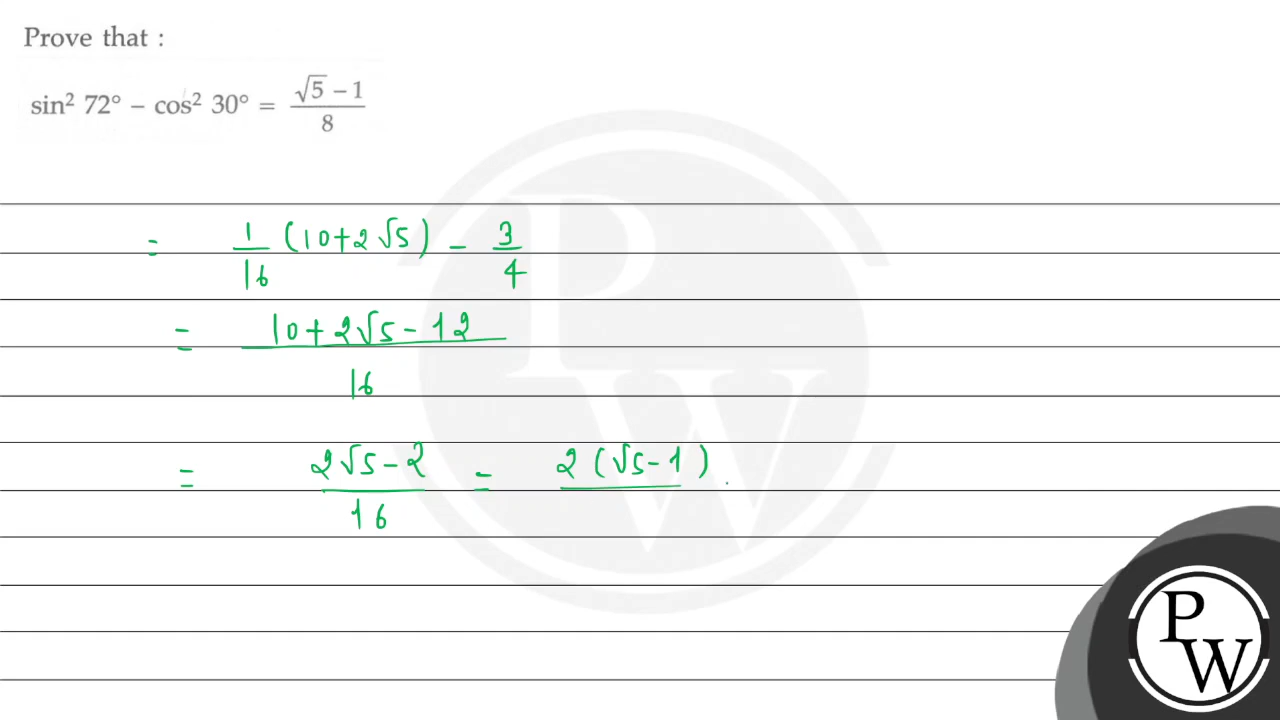 Prove that :
sin² 72° − cos² 30° = (√5 − 1)/8
= 1/16 (10+2√5) − 3/4
= (10+2√5−12)/16
= (2√5−2)/16 = 2(√5−1)
P
W
P
W